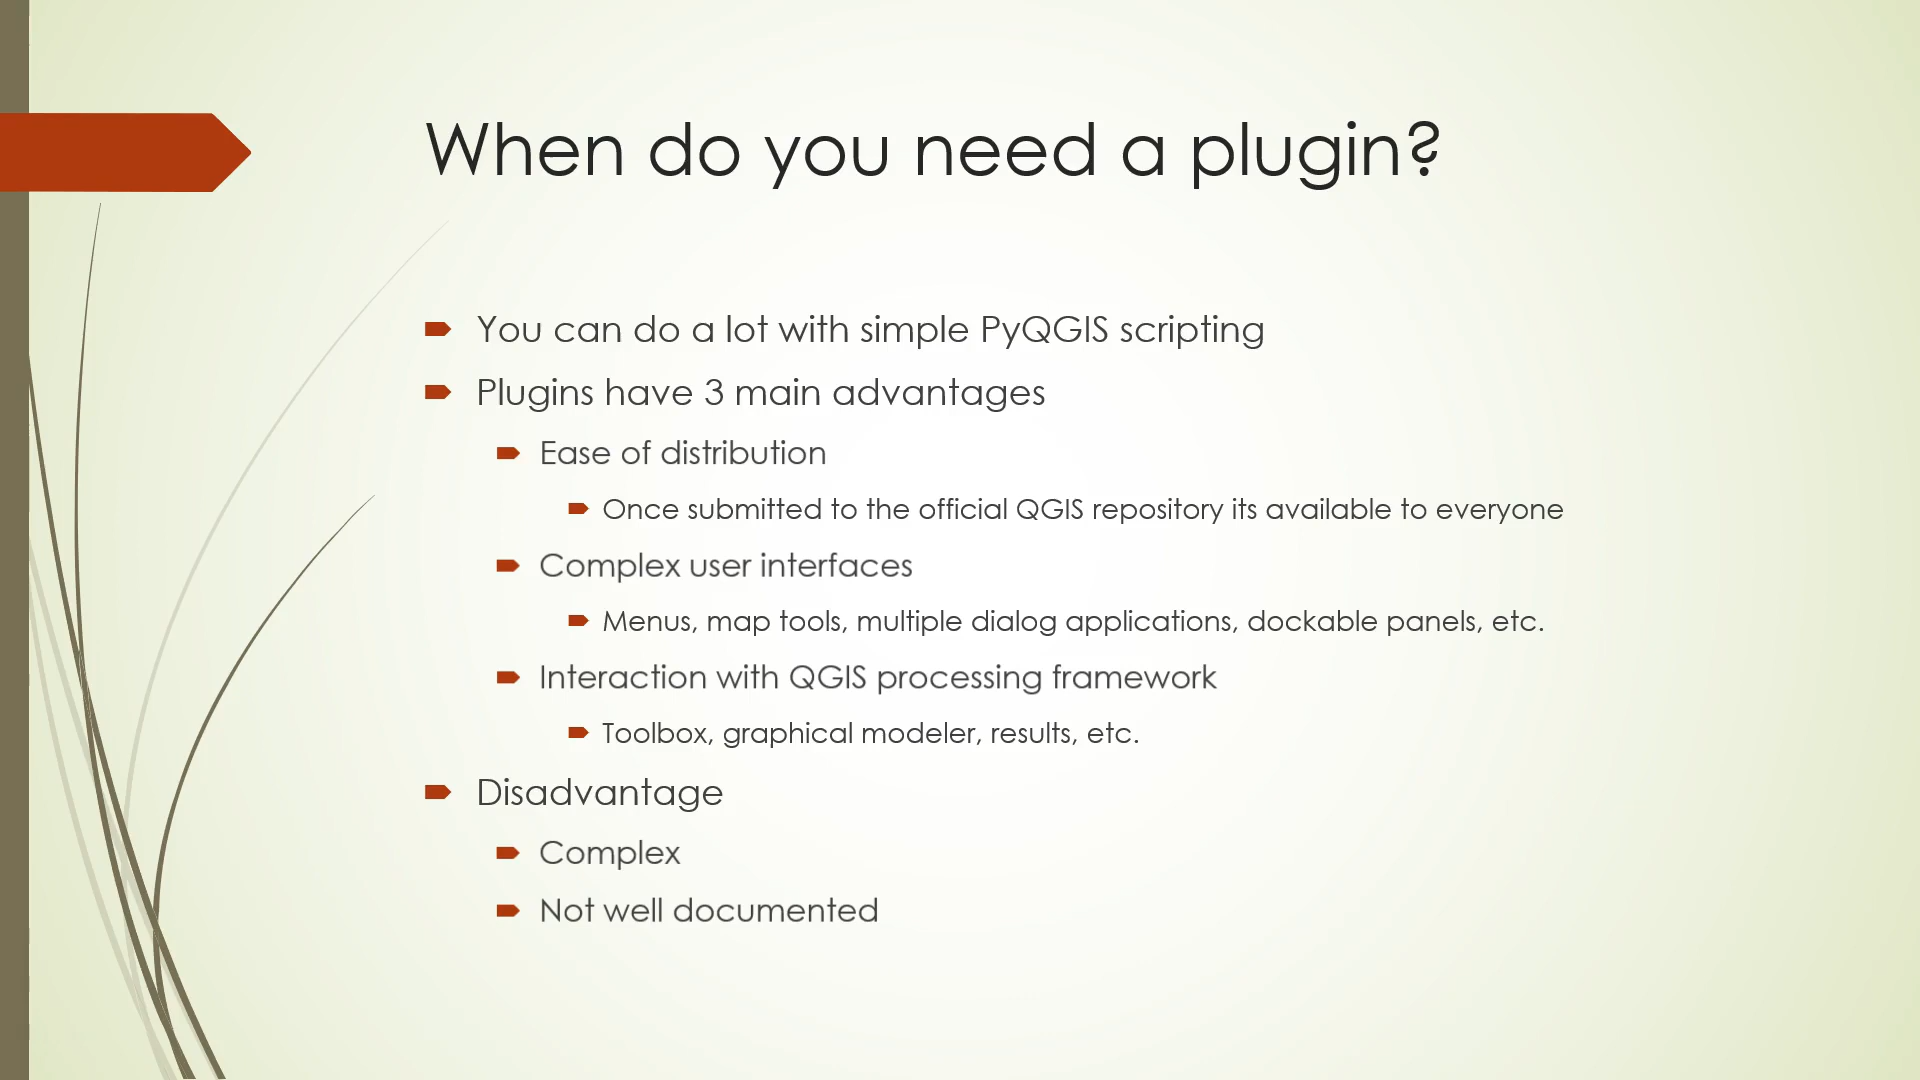 When do you need a plugin?
You can do a lot with simple PyQGIS scripting
Plugins have 3 main advantages
Ease of distribution
Once submitted to the official QGIS repository its available to everyone
Complex user interfaces
Menus, map tools, multiple dialog applications, dockable panels, etc.
Interaction with QGIS processing framework
Toolbox, graphical modeler, results, etc.
Disadvantage
Complex
Not well documented